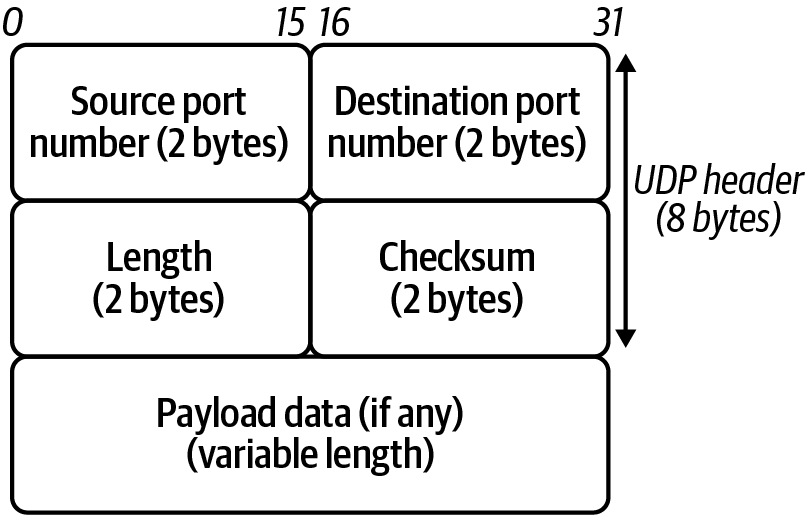 0 15 16 31
Source port
number (2 bytes)
Destination port
number (2 bytes)
UDP header
(8 bytes)
Length
(2 bytes)
Checksum
(2 bytes)
Payload data (if any)
(variable length)